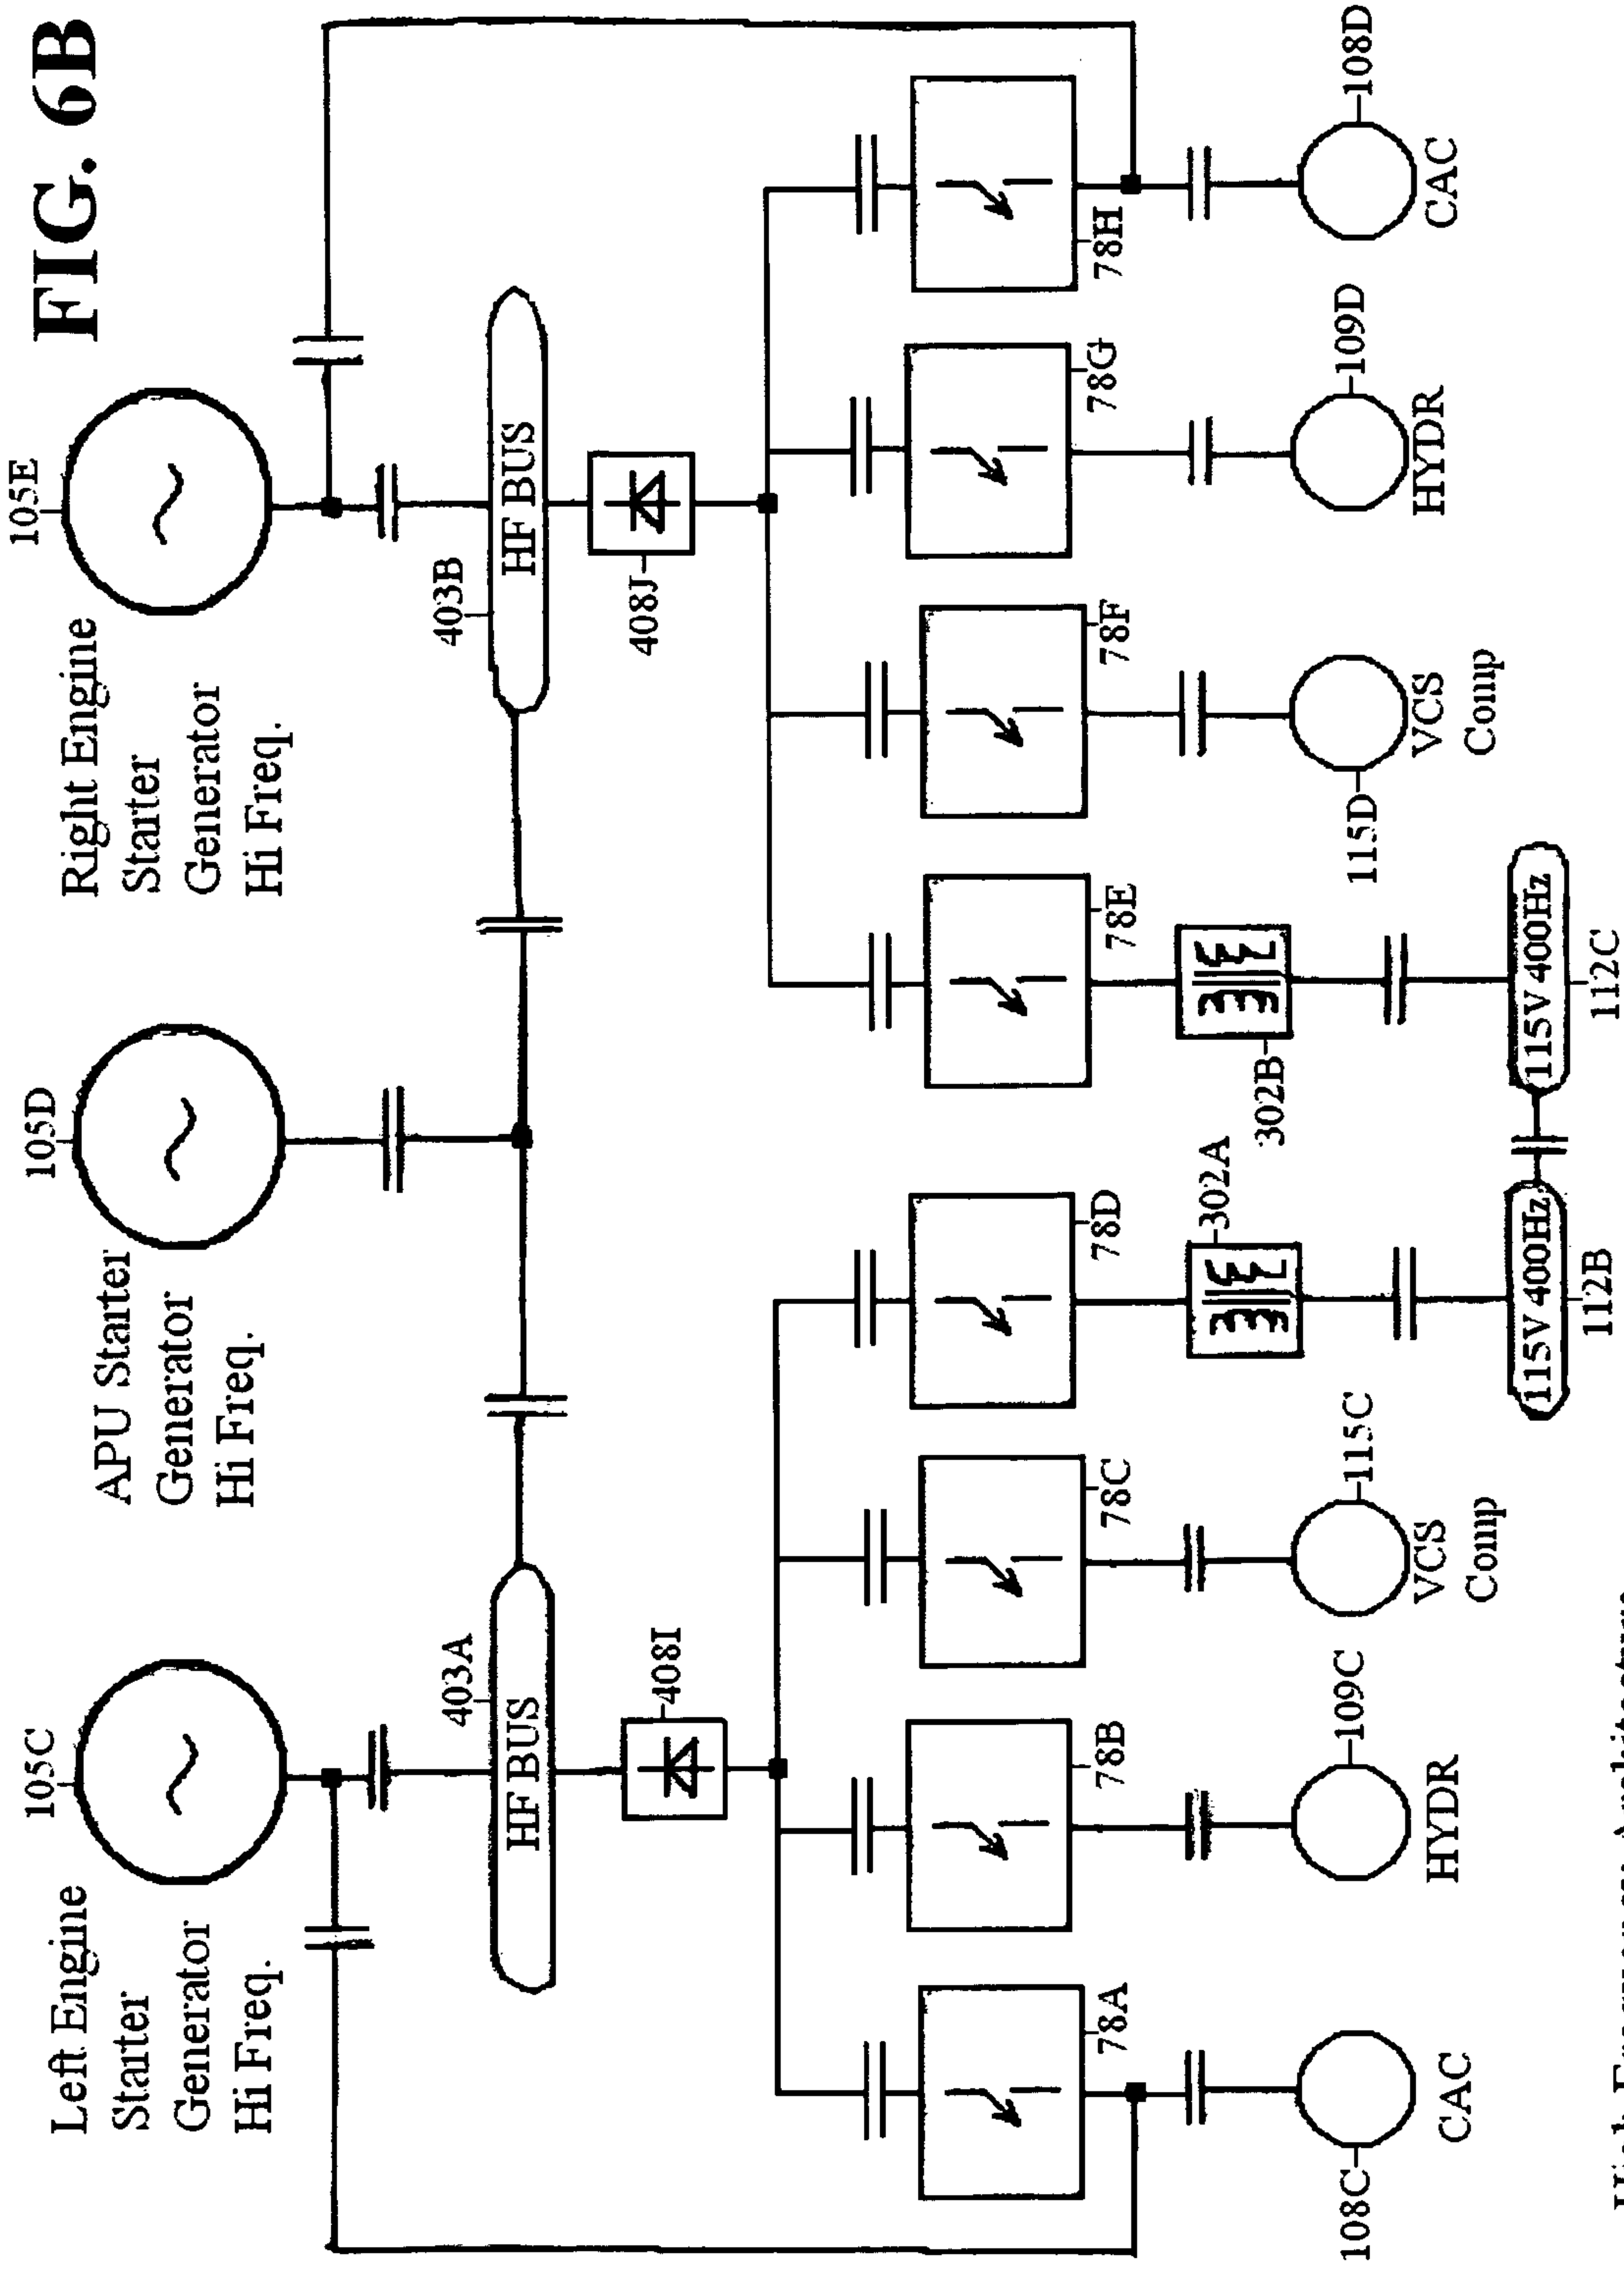 FIG. 6B
105C
Left Engine
Starter
Generator
Hi Freq.
105D
APU Starter
Generator
Hi Freq.
105E
Right Engine
Starter
Generator
Hi Freq.
403A
HF BUS
403B
HF BUS
408I
408J
78A
78B
78C
78D
78E
78F
78G
78H
302A
302B
108C
CAC
109C
HYDR
115C
VCS
Comp
115V 400Hz
112B
115V 400Hz
112C
115D
VCS
Comp
109D
HYDR
108D
CAC